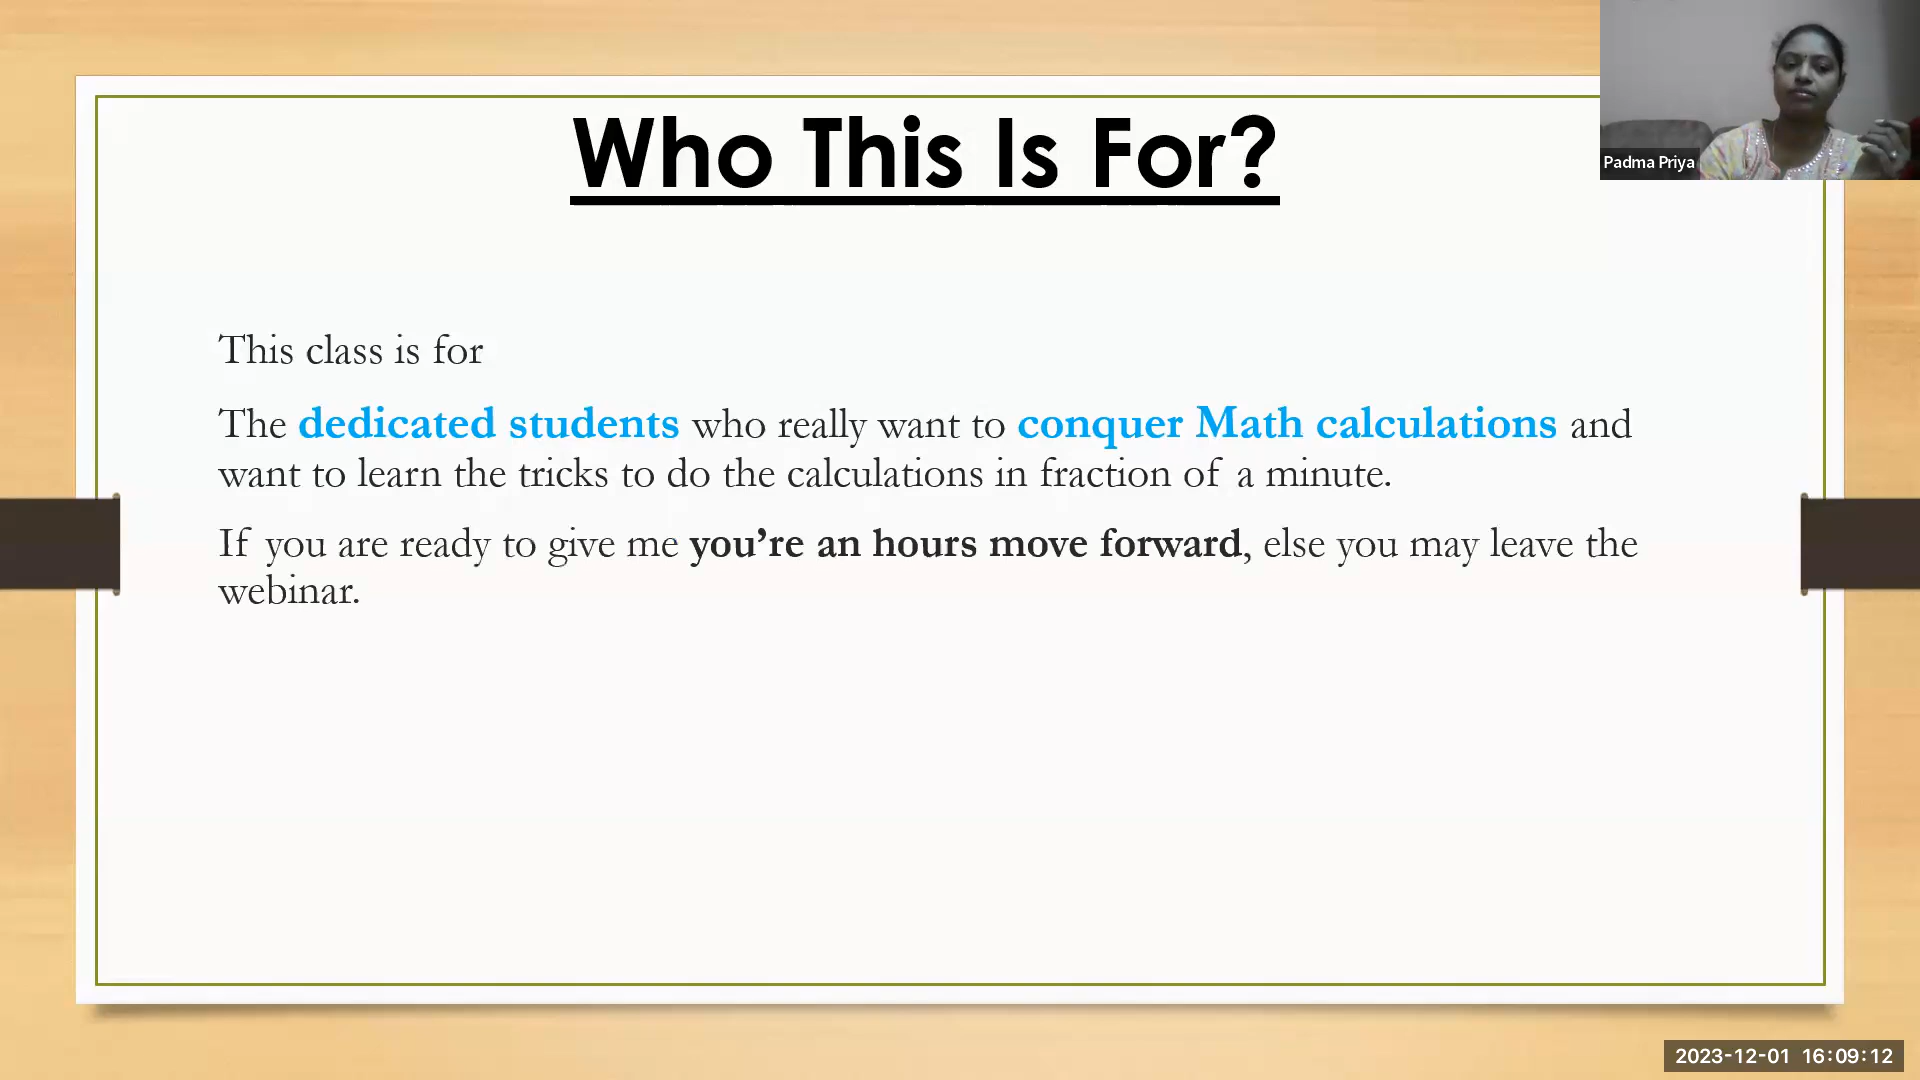 Who This Is For?
Padma Priya
This class is for
The dedicated students who really want to conquer Math calculations and
want to learn the tricks to do the calculations in fraction of a minute.
If you are ready to give me you’re an hours move forward, else you may leave the
webinar.
2023-12-01 16:09:12